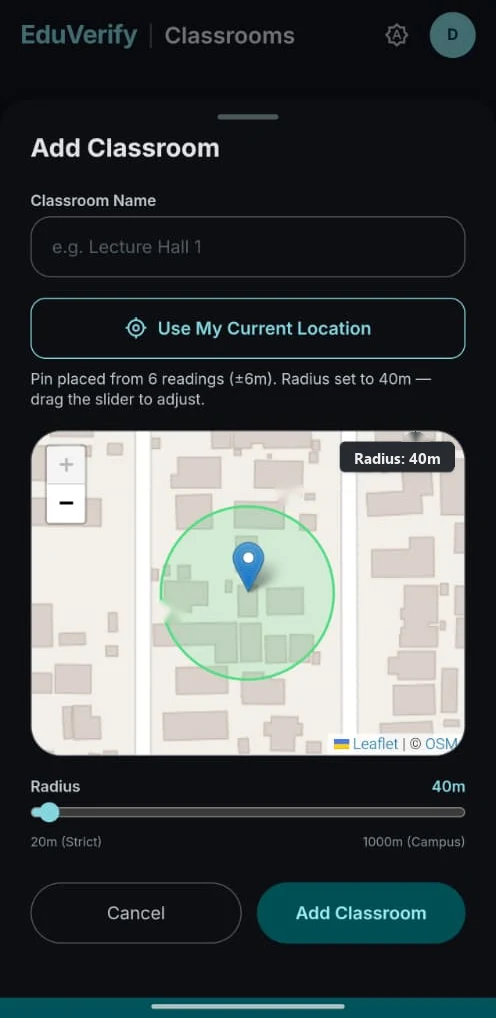 EduVerify | Classrooms
A
D
Add Classroom
Classroom Name
e.g. Lecture Hall 1
Use My Current Location
Pin placed from 6 readings (±6m). Radius set to 40m —
drag the slider to adjust.
+
−
Radius: 40m
Leaflet | © OSM
Radius
40m
20m (Strict)
1000m (Campus)
Cancel
Add Classroom